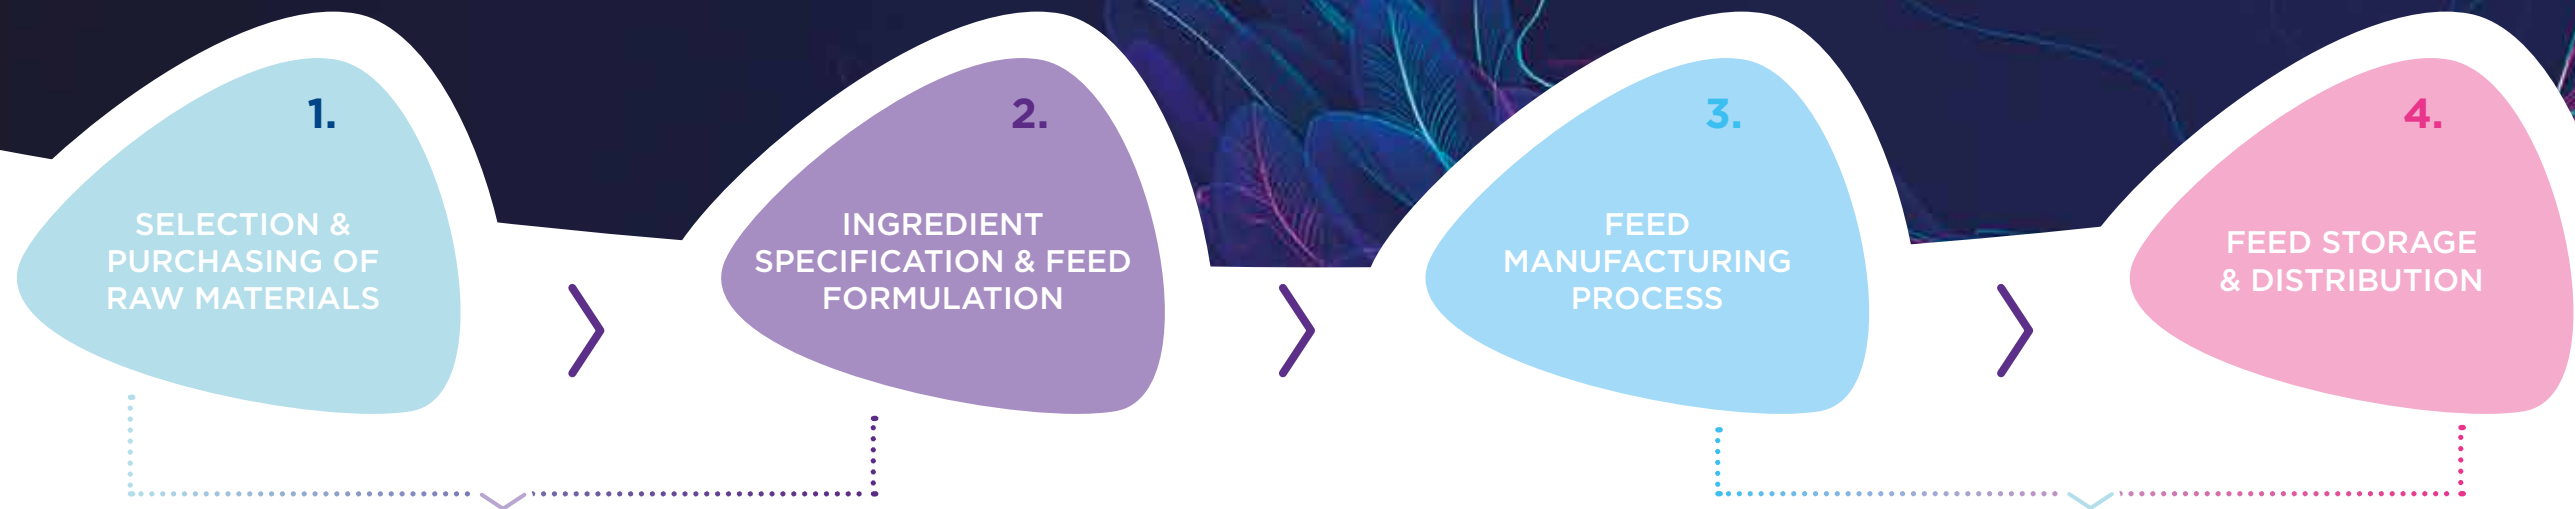 1.
SELECTION &
PURCHASING OF
RAW MATERIALS
2.
INGREDIENT
SPECIFICATION & FEED
FORMULATION
3.
FEED
MANUFACTURING
PROCESS
4.
FEED STORAGE
& DISTRIBUTION